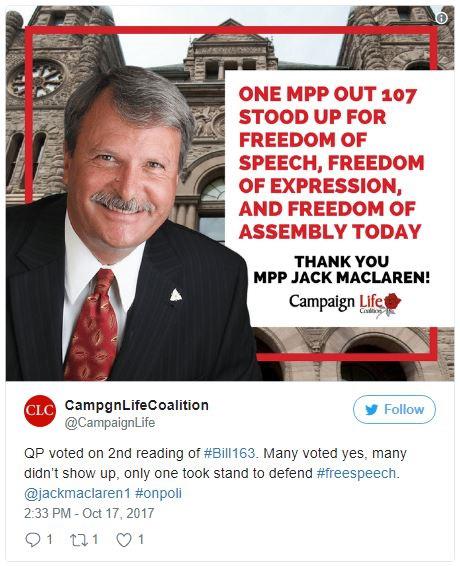 ONE MPP OUT 107
STOOD UP FOR
FREEDOM OF
SPEECH, FREEDOM
OF EXPRESSION,
AND FREEDOM OF
ASSEMBLY TODAY
THANK YOU
MPP JACK MACLAREN!
Campaign Life
Coalition
CLC
CampgnLifeCoalition
@CampaignLife
Follow
QP voted on 2nd reading of #Bill163. Many voted yes, many
didn't show up, only one took stand to defend #freespeech.
@jackmaclaren1 #onpoli
2:33 PM - Oct 17, 2017
1 1 1